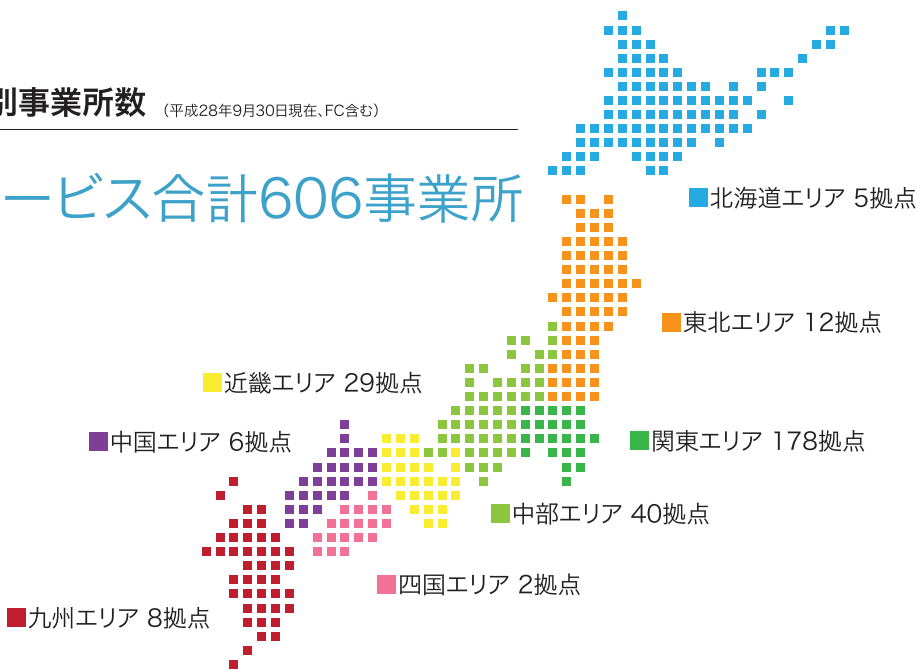 別事業所数 （平成28年9月30日現在、FC含む）
ービス合計606事業所
北海道エリア 5拠点
東北エリア 12拠点
近畿エリア 29拠点
中国エリア 6拠点
関東エリア 178拠点
中部エリア 40拠点
四国エリア 2拠点
九州エリア 8拠点